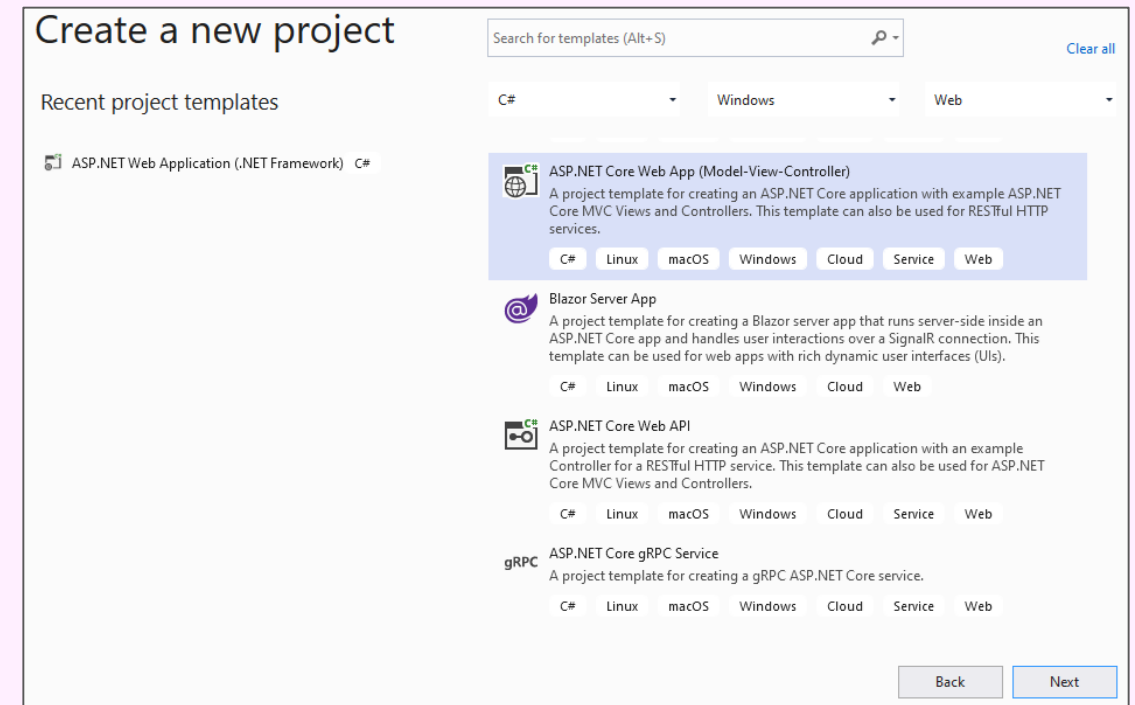 Create a new project
Search for templates (Alt+S)
Clear all
Recent project templates
C#
Windows
Web
ASP.NET Web Application (.NET Framework) C#
C#
ASP.NET Core Web App (Model-View-Controller)
A project template for creating an ASP.NET Core application with example ASP.NET
Core MVC Views and Controllers. This template can also be used for RESTful HTTP
services.
C# Linux macOS Windows Cloud Service Web
@
Blazor Server App
A project template for creating a Blazor server app that runs server-side inside an
ASP.NET Core app and handles user interactions over a SignalR connection. This
template can be used for web apps with rich dynamic user interfaces (UIs).
C# Linux macOS Windows Cloud Web
C#
ASP.NET Core Web API
A project template for creating an ASP.NET Core application with an example
Controller for a RESTful HTTP service. This template can also be used for ASP.NET
Core MVC Views and Controllers.
C# Linux macOS Windows Cloud Service Web
gRPC
ASP.NET Core gRPC Service
A project template for creating a gRPC ASP.NET Core service.
C# Linux macOS Windows Cloud Service Web
Back
Next